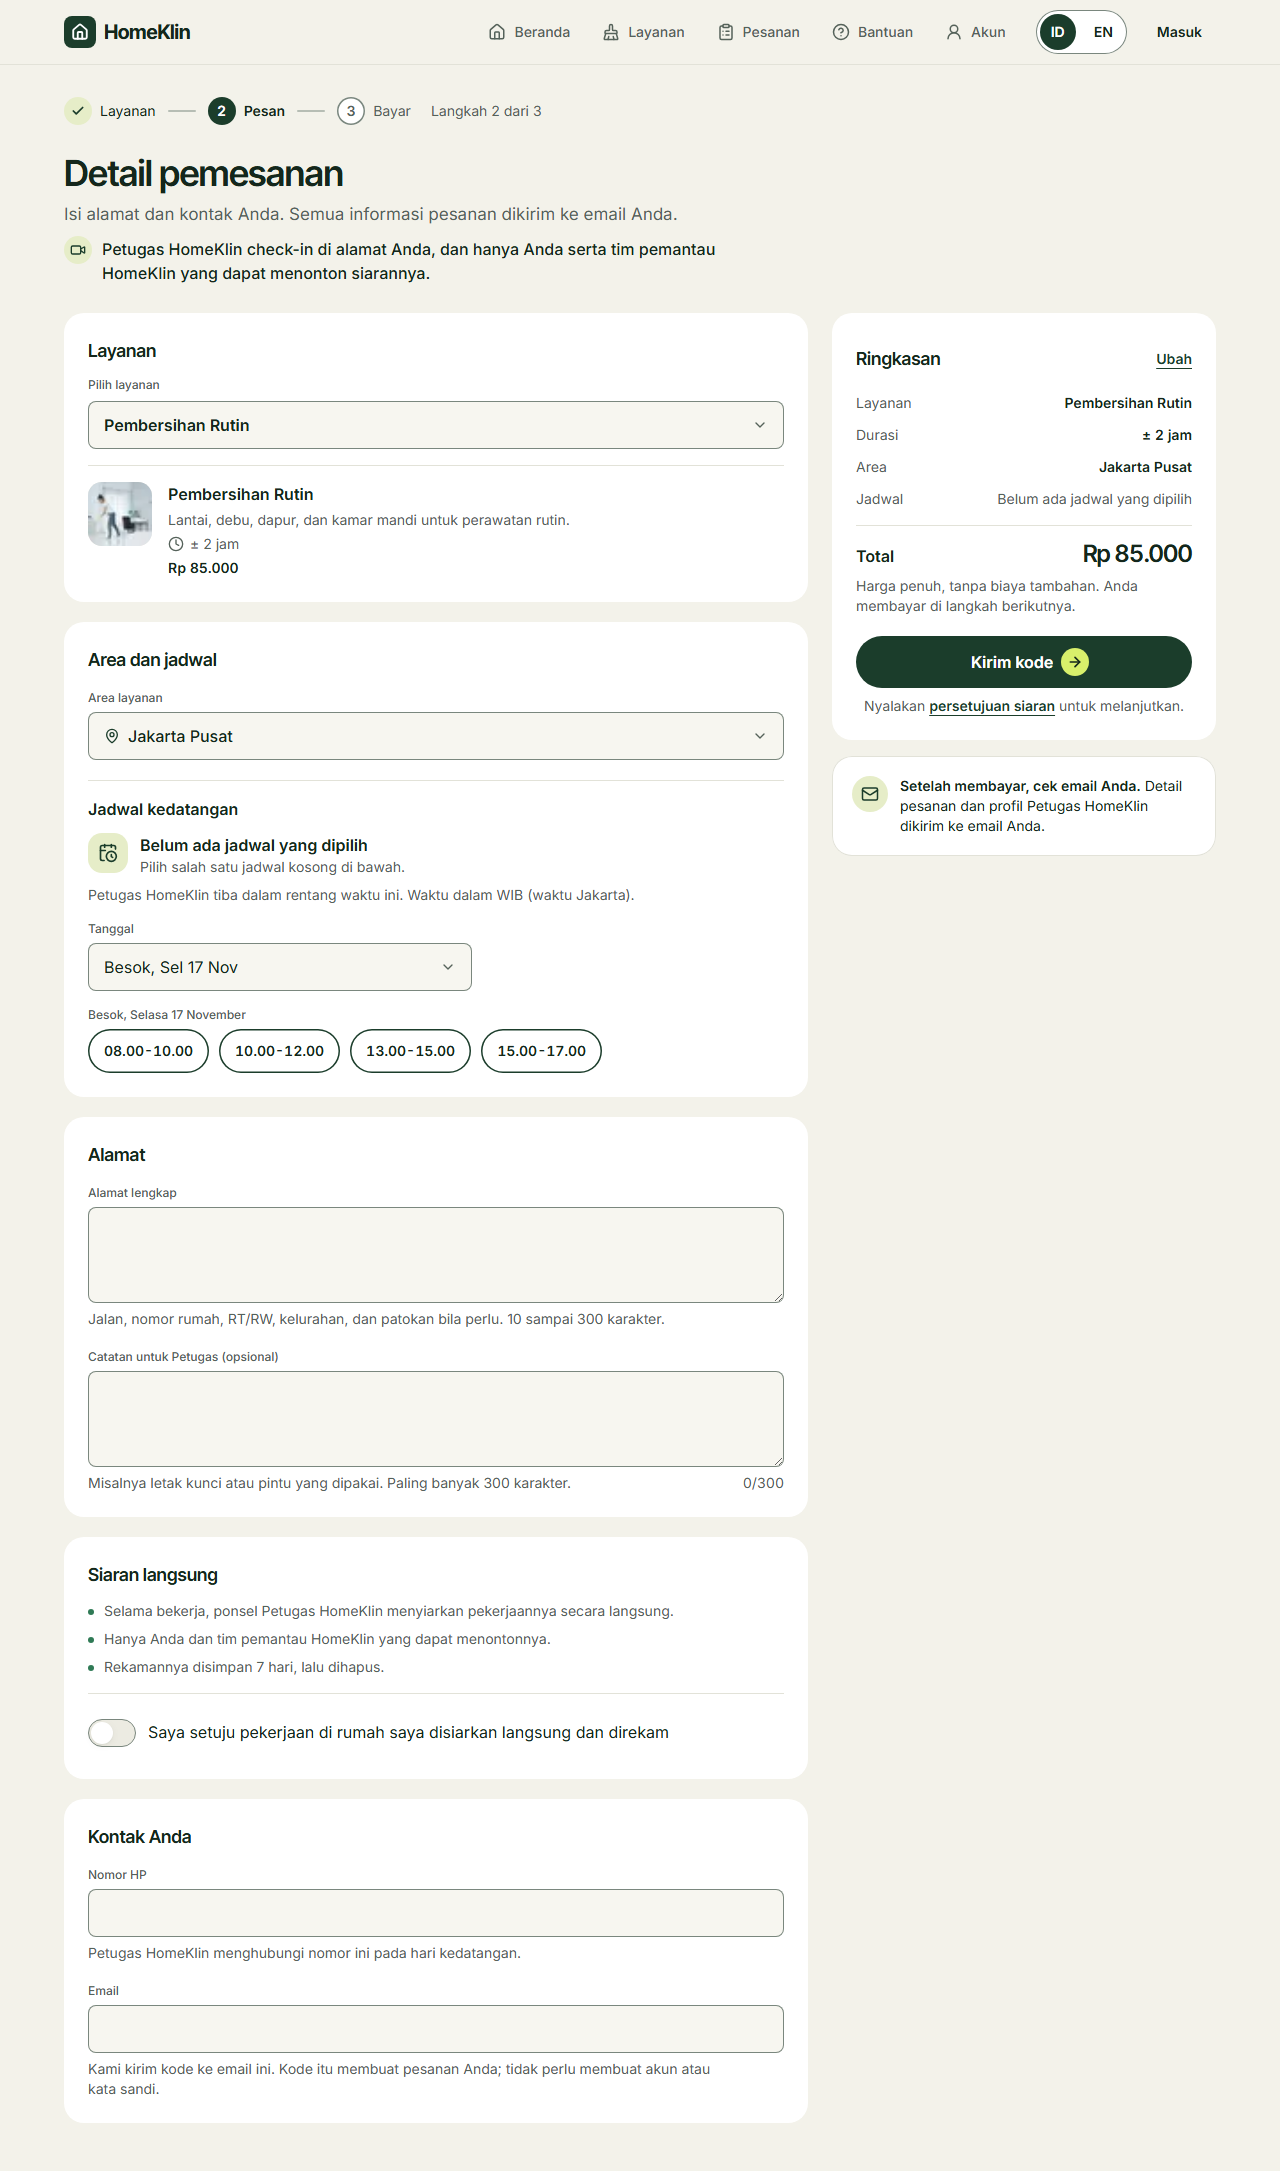 HomeKlin
Beranda
Layanan
Pesanan
Bantuan
Akun
ID
EN
Masuk
Layanan
2
Pesan
3
Bayar
Langkah 2 dari 3
Detail pemesanan
Isi alamat dan kontak Anda. Semua informasi pesanan dikirim ke email Anda.
Petugas HomeKlin check-in di alamat Anda, dan hanya Anda serta tim pemantau
HomeKlin yang dapat menonton siarannya.
Layanan
Pilih layanan
Pembersihan Rutin
Pembersihan Rutin
Lantai, debu, dapur, dan kamar mandi untuk perawatan rutin.
± 2 jam
Rp 85.000
Area dan jadwal
Area layanan
Jakarta Pusat
Jadwal kedatangan
Belum ada jadwal yang dipilih
Pilih salah satu jadwal kosong di bawah.
Petugas HomeKlin tiba dalam rentang waktu ini. Waktu dalam WIB (waktu Jakarta).
Tanggal
Besok, Sel 17 Nov
Besok, Selasa 17 November
08.00-10.00
10.00-12.00
13.00-15.00
15.00-17.00
Alamat
Alamat lengkap
Jalan, nomor rumah, RT/RW, kelurahan, dan patokan bila perlu. 10 sampai 300 karakter.
Catatan untuk Petugas (opsional)
Misalnya letak kunci atau pintu yang dipakai. Paling banyak 300 karakter.
0/300
Siaran langsung
Selama bekerja, ponsel Petugas HomeKlin menyiarkan pekerjaannya secara langsung.
Hanya Anda dan tim pemantau HomeKlin yang dapat menontonnya.
Rekamannya disimpan 7 hari, lalu dihapus.
Saya setuju pekerjaan di rumah saya disiarkan langsung dan direkam
Kontak Anda
Nomor HP
Petugas HomeKlin menghubungi nomor ini pada hari kedatangan.
Email
Kami kirim kode ke email ini. Kode itu membuat pesanan Anda; tidak perlu membuat akun atau
kata sandi.
Ringkasan
Ubah
Layanan
Pembersihan Rutin
Durasi
± 2 jam
Area
Jakarta Pusat
Jadwal
Belum ada jadwal yang dipilih
Total
Rp 85.000
Harga penuh, tanpa biaya tambahan. Anda
membayar di langkah berikutnya.
Kirim kode
Nyalakan persetujuan siaran untuk melanjutkan.
Setelah membayar, cek email Anda. Detail
pesanan dan profil Petugas HomeKlin
dikirim ke email Anda.